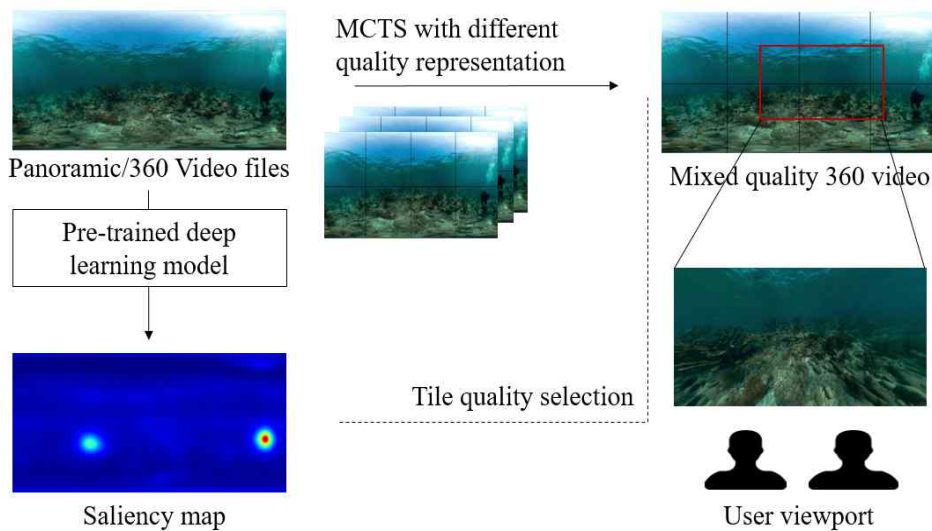 MCTS with different
quality representation
Panoramic/360 Video files
Mixed quality 360 video
Pre-trained deep
learning model
Tile quality selection
Saliency map
User viewport